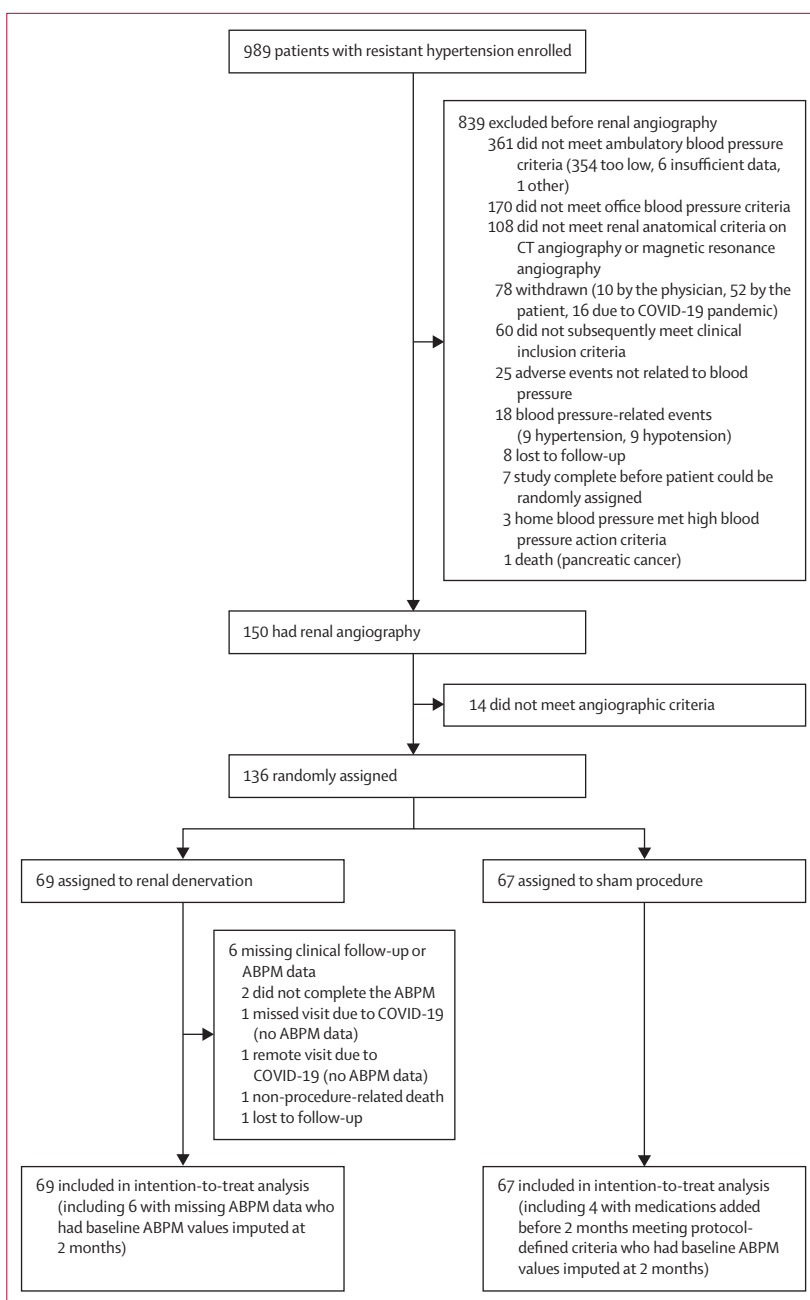 989 patients with resistant hypertension enrolled
839 excluded before renal angiography
361 did not meet ambulatory blood pressure
criteria (354 too low, 6 insufficient data,
1 other)
170 did not meet office blood pressure criteria
108 did not meet renal anatomical criteria on
CT angiography or magnetic resonance
angiography
78 withdrawn (10 by the physician, 52 by the
patient, 16 due to COVID-19 pandemic)
60 did not subsequently meet clinical
inclusion criteria
25 adverse events not related to blood
pressure
18 blood pressure-related events
(9 hypertension, 9 hypotension)
8 lost to follow-up
7 study complete before patient could be
randomly assigned
3 home blood pressure met high blood
pressure action criteria
1 death (pancreatic cancer)
150 had renal angiography
14 did not meet angiographic criteria
136 randomly assigned
69 assigned to renal denervation
67 assigned to sham procedure
6 missing clinical follow-up or
ABPM data
2 did not complete the ABPM
1 missed visit due to COVID-19
(no ABPM data)
1 remote visit due to
COVID-19 (no ABPM data)
1 non-procedure-related death
1 lost to follow-up
69 included in intention-to-treat analysis
(including 6 with missing ABPM data who
had baseline ABPM values imputed at
2 months)
67 included in intention-to-treat analysis
(including 4 with medications added
before 2 months meeting protocol-
defined criteria who had baseline ABPM
values imputed at 2 months)